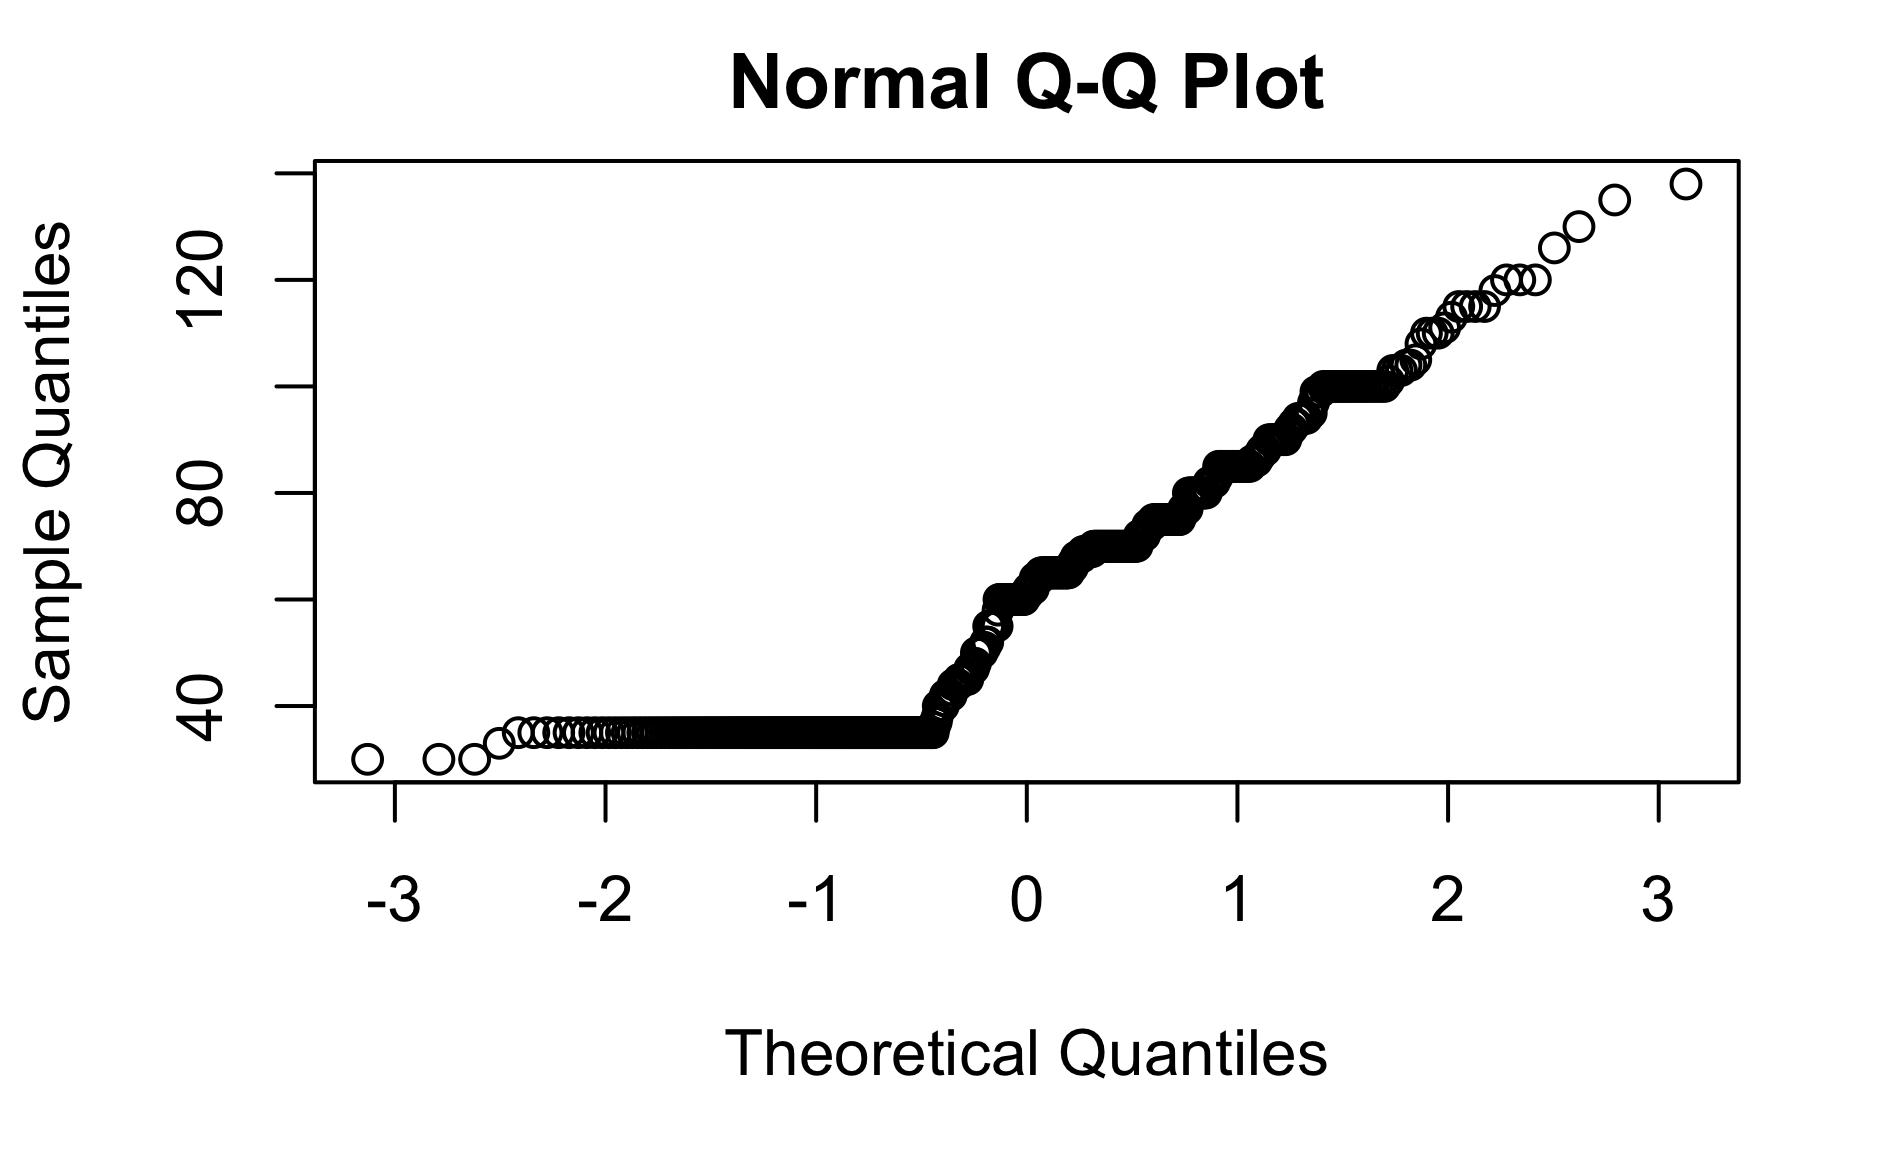 Normal Q-Q Plot
Sample Quantiles
120
80
40
-3 -2 -1 0 1 2 3
Theoretical Quantiles